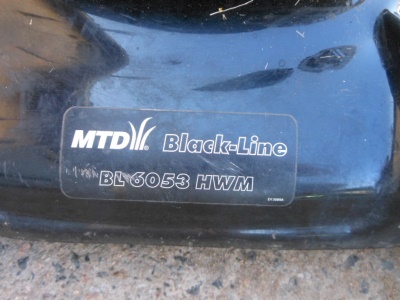 MTD Black-Line
BL 6053 HWM